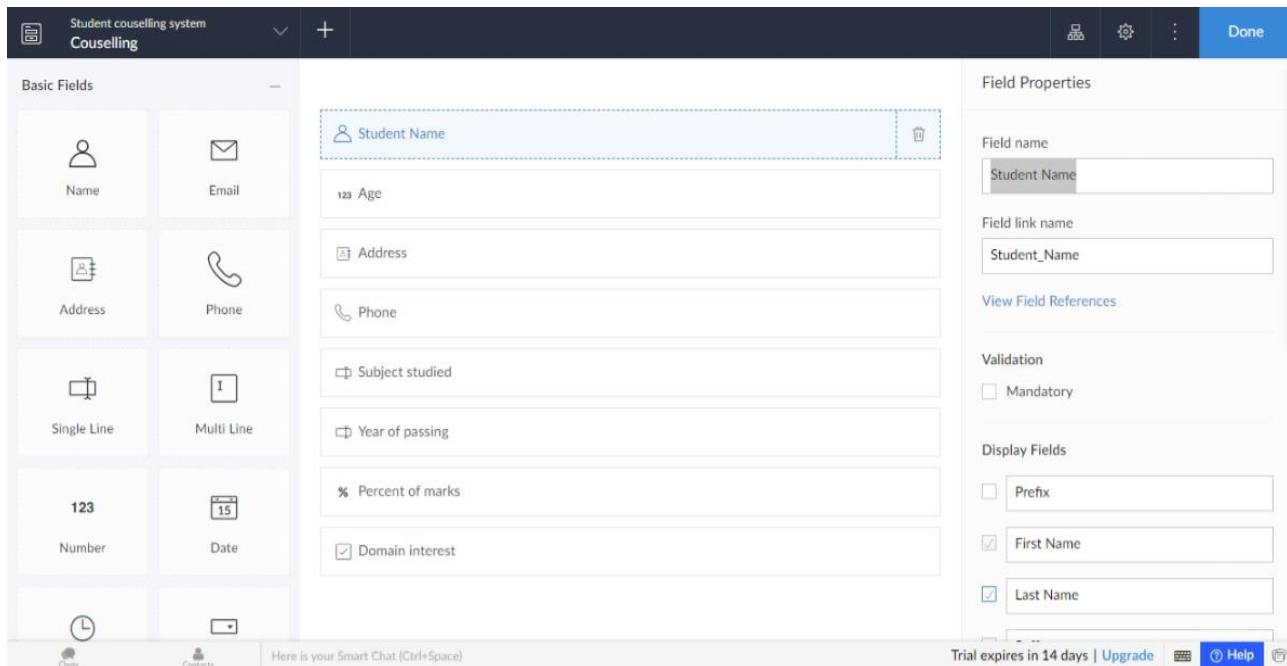 Student couselling system
Couselling
Done
Basic Fields
Name
Email
Address
Phone
Single Line
Multi Line
123
15
Number
Date
Student Name
123 Age
Address
Phone
Subject studied
Year of passing
% Percent of marks
Domain interest
Field Properties
Field name
Student Name
Field link name
Student_Name
View Field References
Validation
Mandatory
Display Fields
Prefix
First Name
Last Name
Chats
Contacts
Here is your Smart Chat (Ctrl+Space)
Trial expires in 14 days | Upgrade
Help